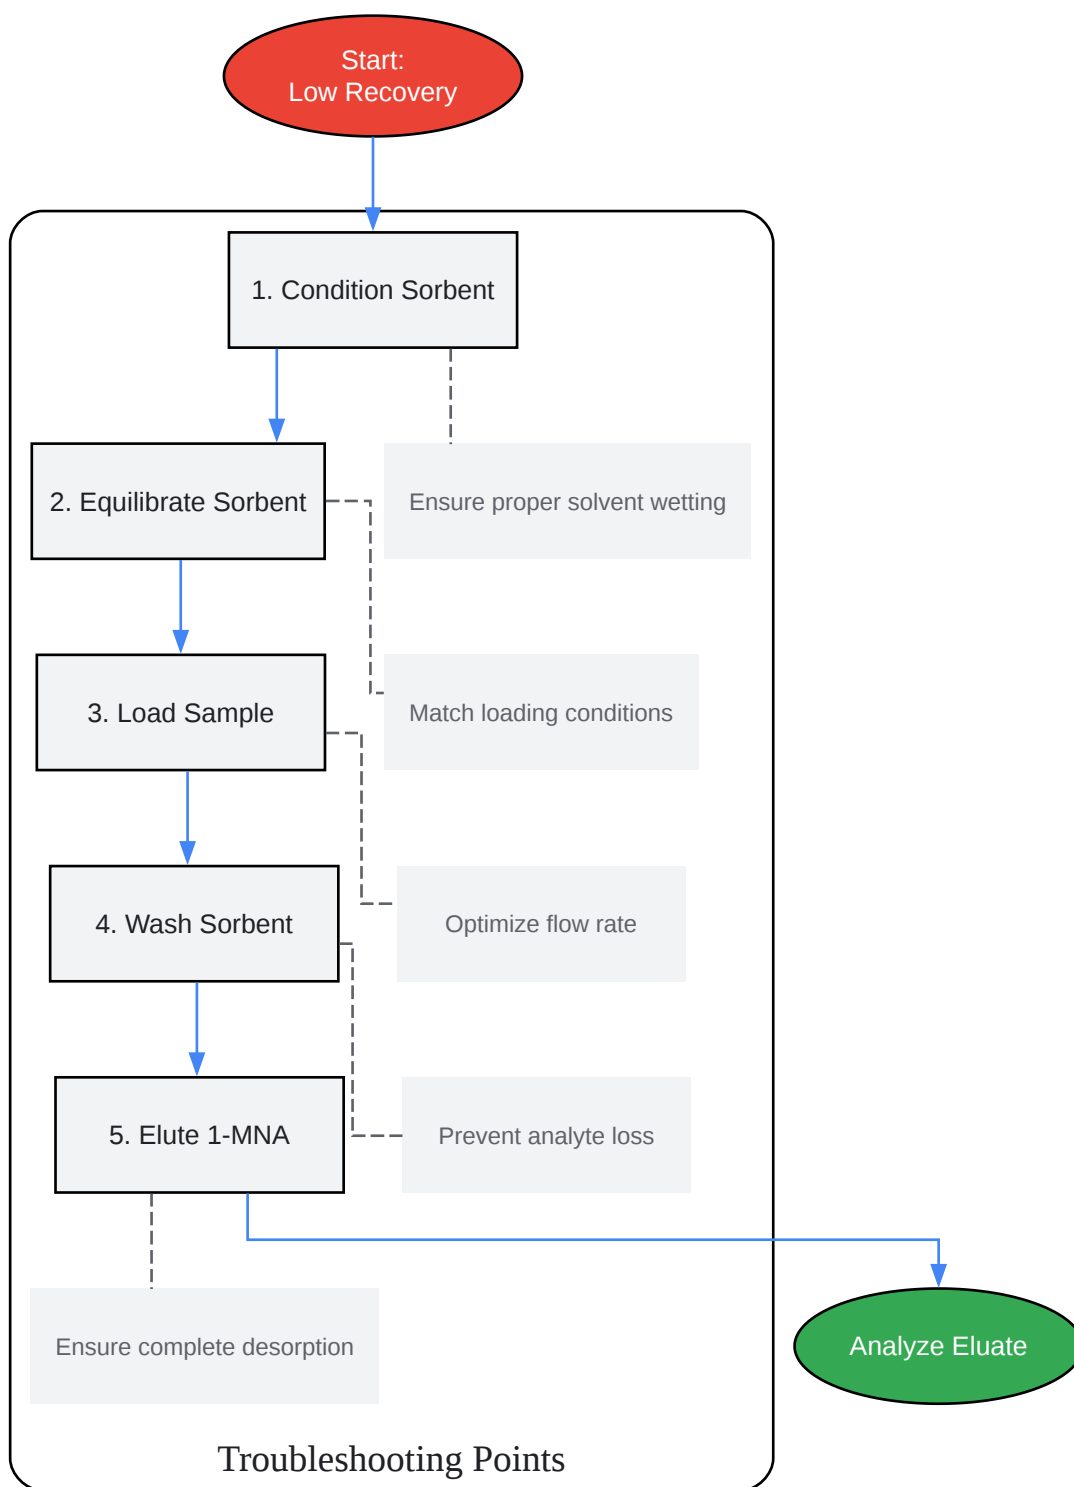 Start:
Low Recovery
1. Condition Sorbent
2. Equilibrate Sorbent
Ensure proper solvent wetting
3. Load Sample
Match loading conditions
4. Wash Sorbent
Optimize flow rate
5. Elute 1-MNA
Prevent analyte loss
Ensure complete desorption
Analyze Eluate
Troubleshooting Points